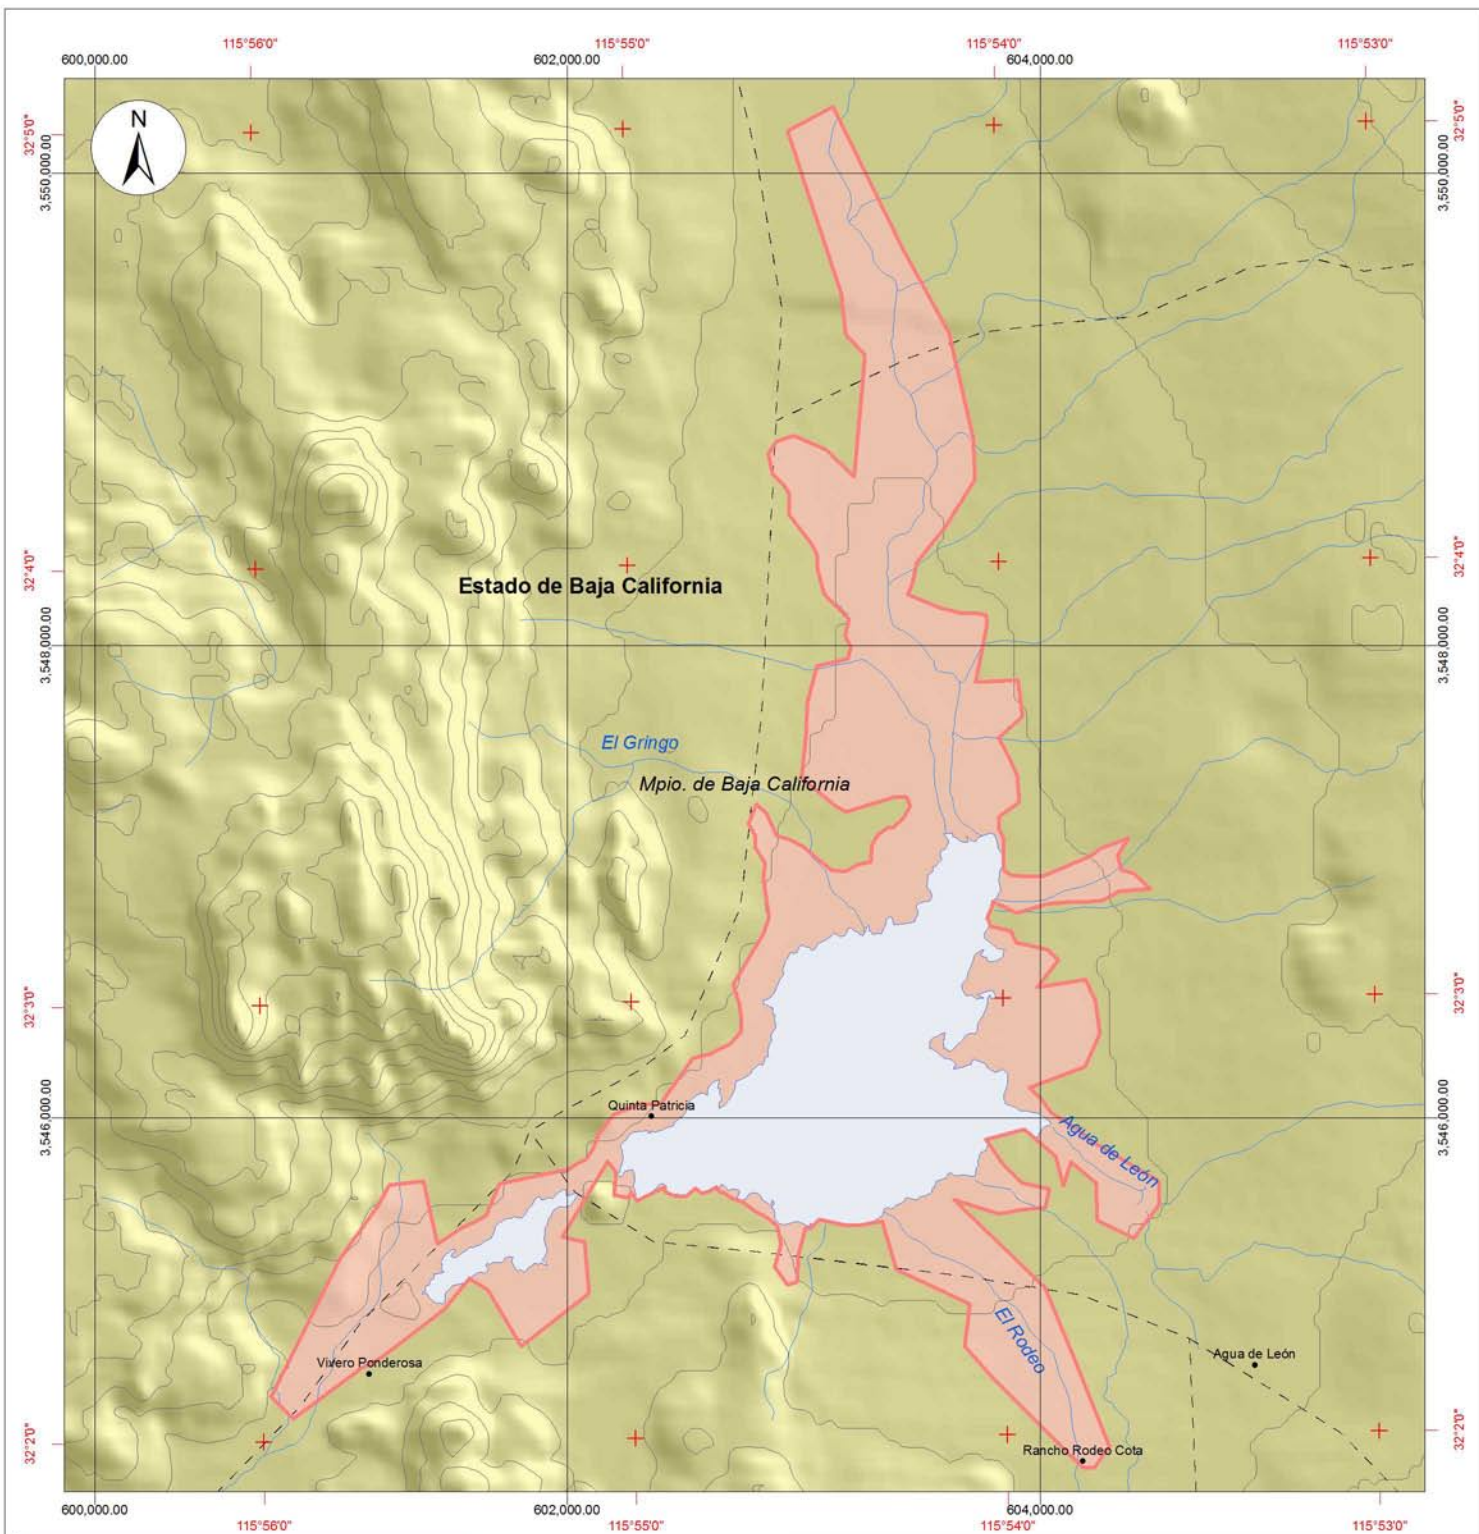 115°56'0" 115°55'0" 115°54'0" 115°53'0"
600,000.00 602,000.00 604,000.00
N
32°5'0" 32°5'0"
3,550,000.00 3,550,000.00
32°4'0" 32°4'0"
Estado de Baja California
3,548,000.00 3,548,000.00
El Gringo
Mpio. de Baja California
32°3'0" 32°3'0"
Quinta Patricia
3,546,000.00 3,546,000.00
Agua de León
El Rodeo
Agua de León
Vivero Ponderosa
32°2'0" 32°2'0"
Rancho Rodeo Cota
600,000.00 602,000.00 604,000.00
115°56'0" 115°55'0" 115°54'0" 115°53'0"